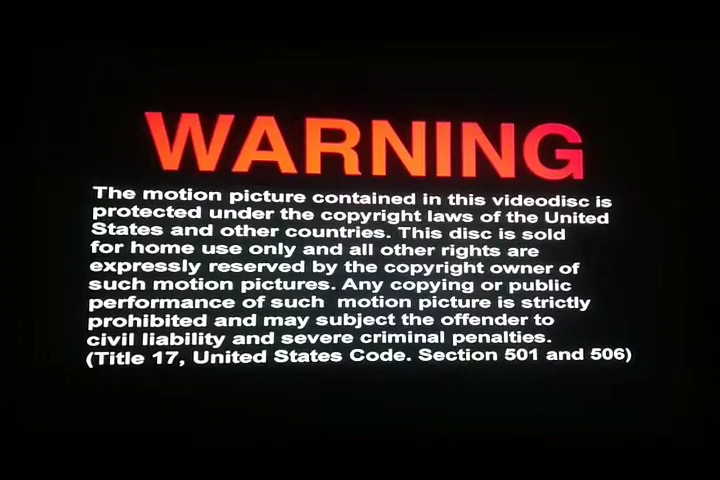 WARNING
The motion picture contained in this videodisc is
protected under the copyright laws of the United
States and other countries. This disc is sold
for home use only and all other rights are
expressly reserved by the copyright owner of
such motion pictures. Any copying or public
performance of such  motion picture is strictly
prohibited and may subject the offender to
civil liability and severe criminal penalties.
(Title 17, United States Code. Section 501 and 506)